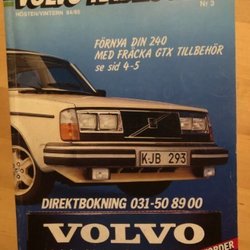 VOLVO
HÖSTEN/VINTERN 84/85
Nr 3
FÖRNYA DIN 240
MED FRÄCKA GTX TILLBEHÖR
se sid 4-5
KJB 293
DIREKTBOKNING 031-50 89 00
VOLVO